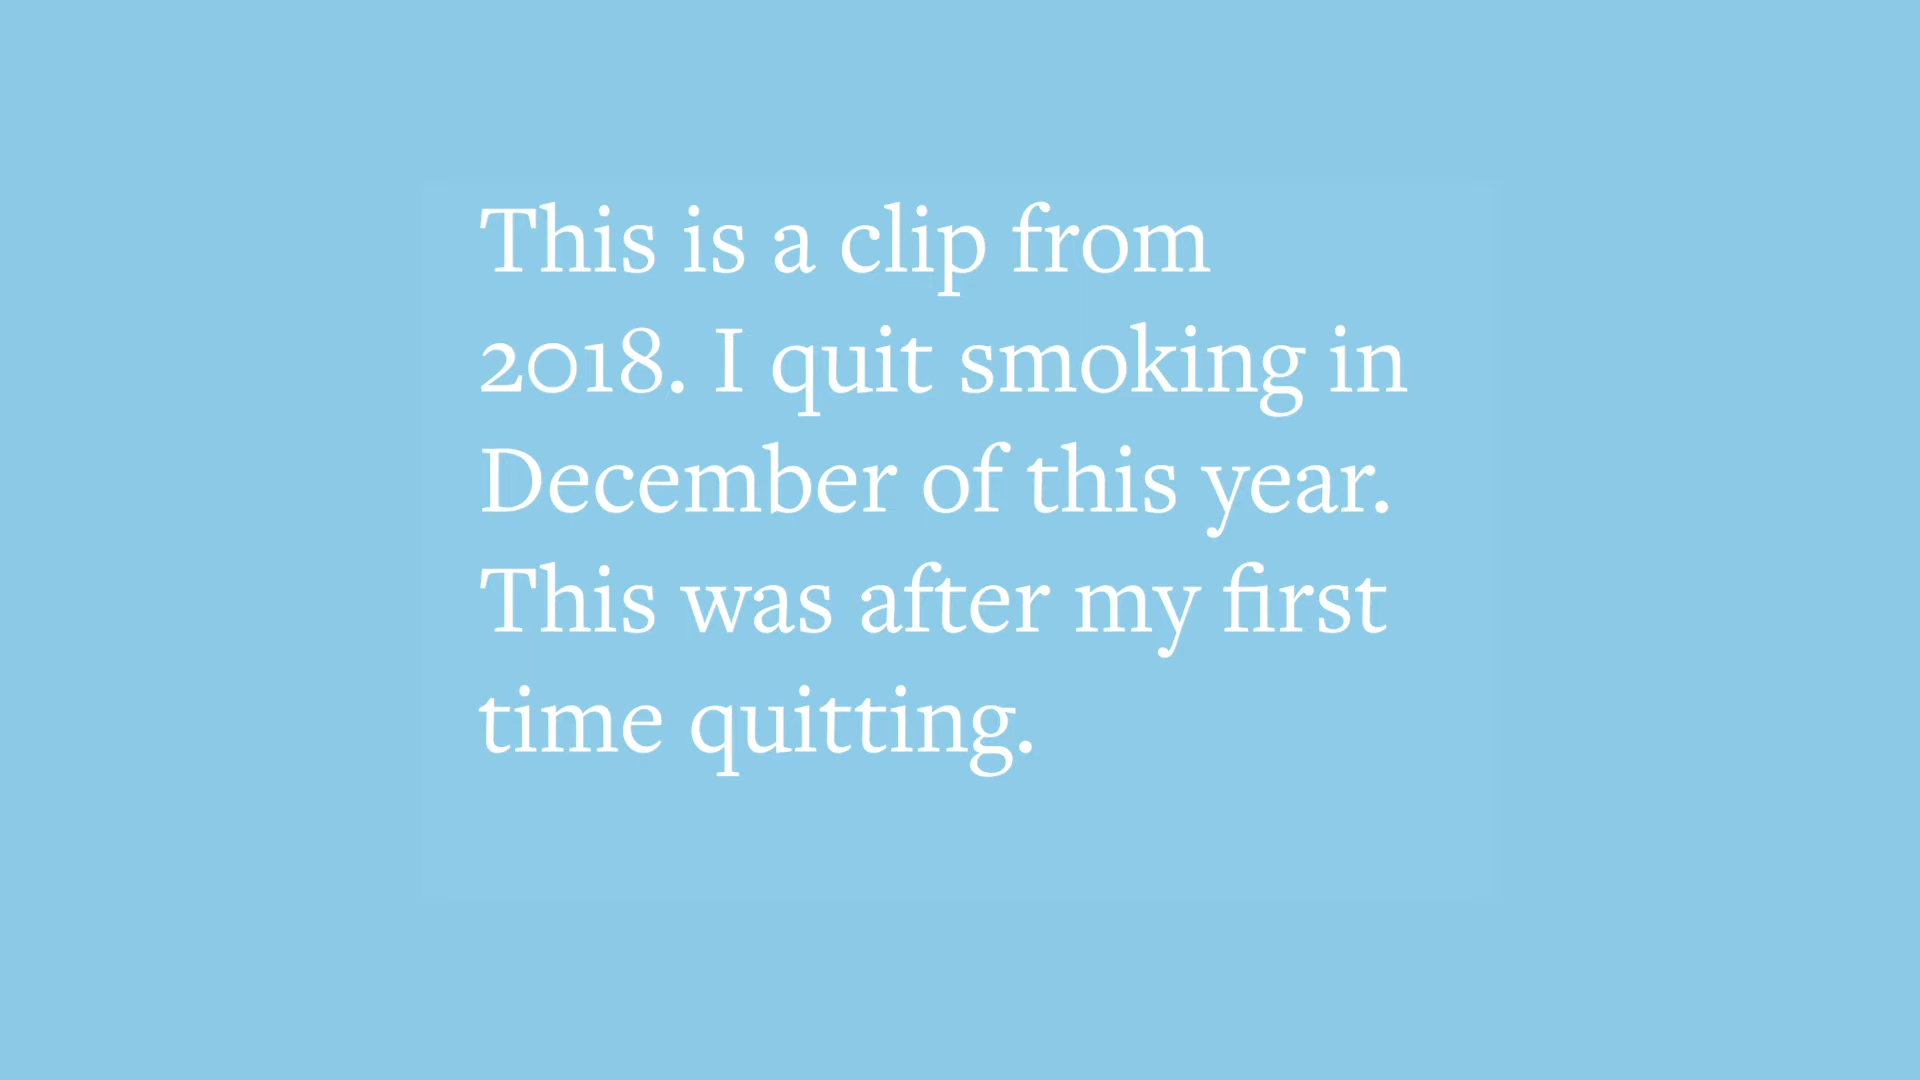 This is a clip from
2018. I quit smoking in
December of this year.
This was after my first
time quitting.